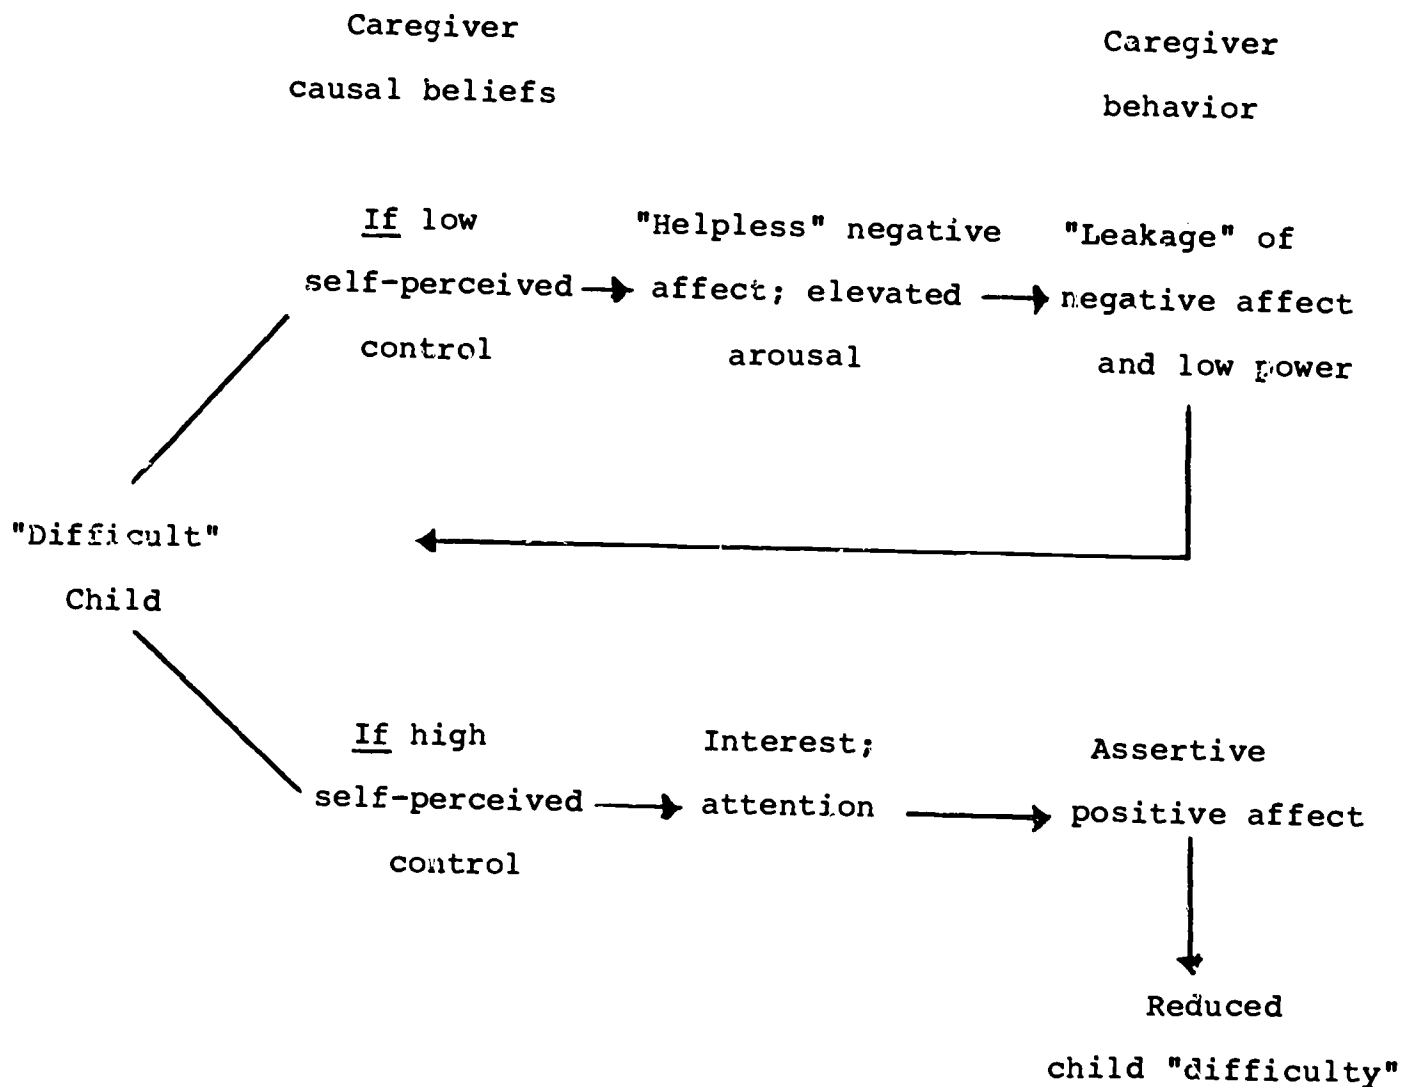 Caregiver
causal beliefs
Caregiver
behavior
If low
self-perceived
control
"Helpless" negative
affect; elevated
arousal
"Leakage" of
negative affect
and low power
"Difficult"
Child
If high
self-perceived
control
Interest;
attention
Assertive
positive affect
Reduced
child "difficulty"